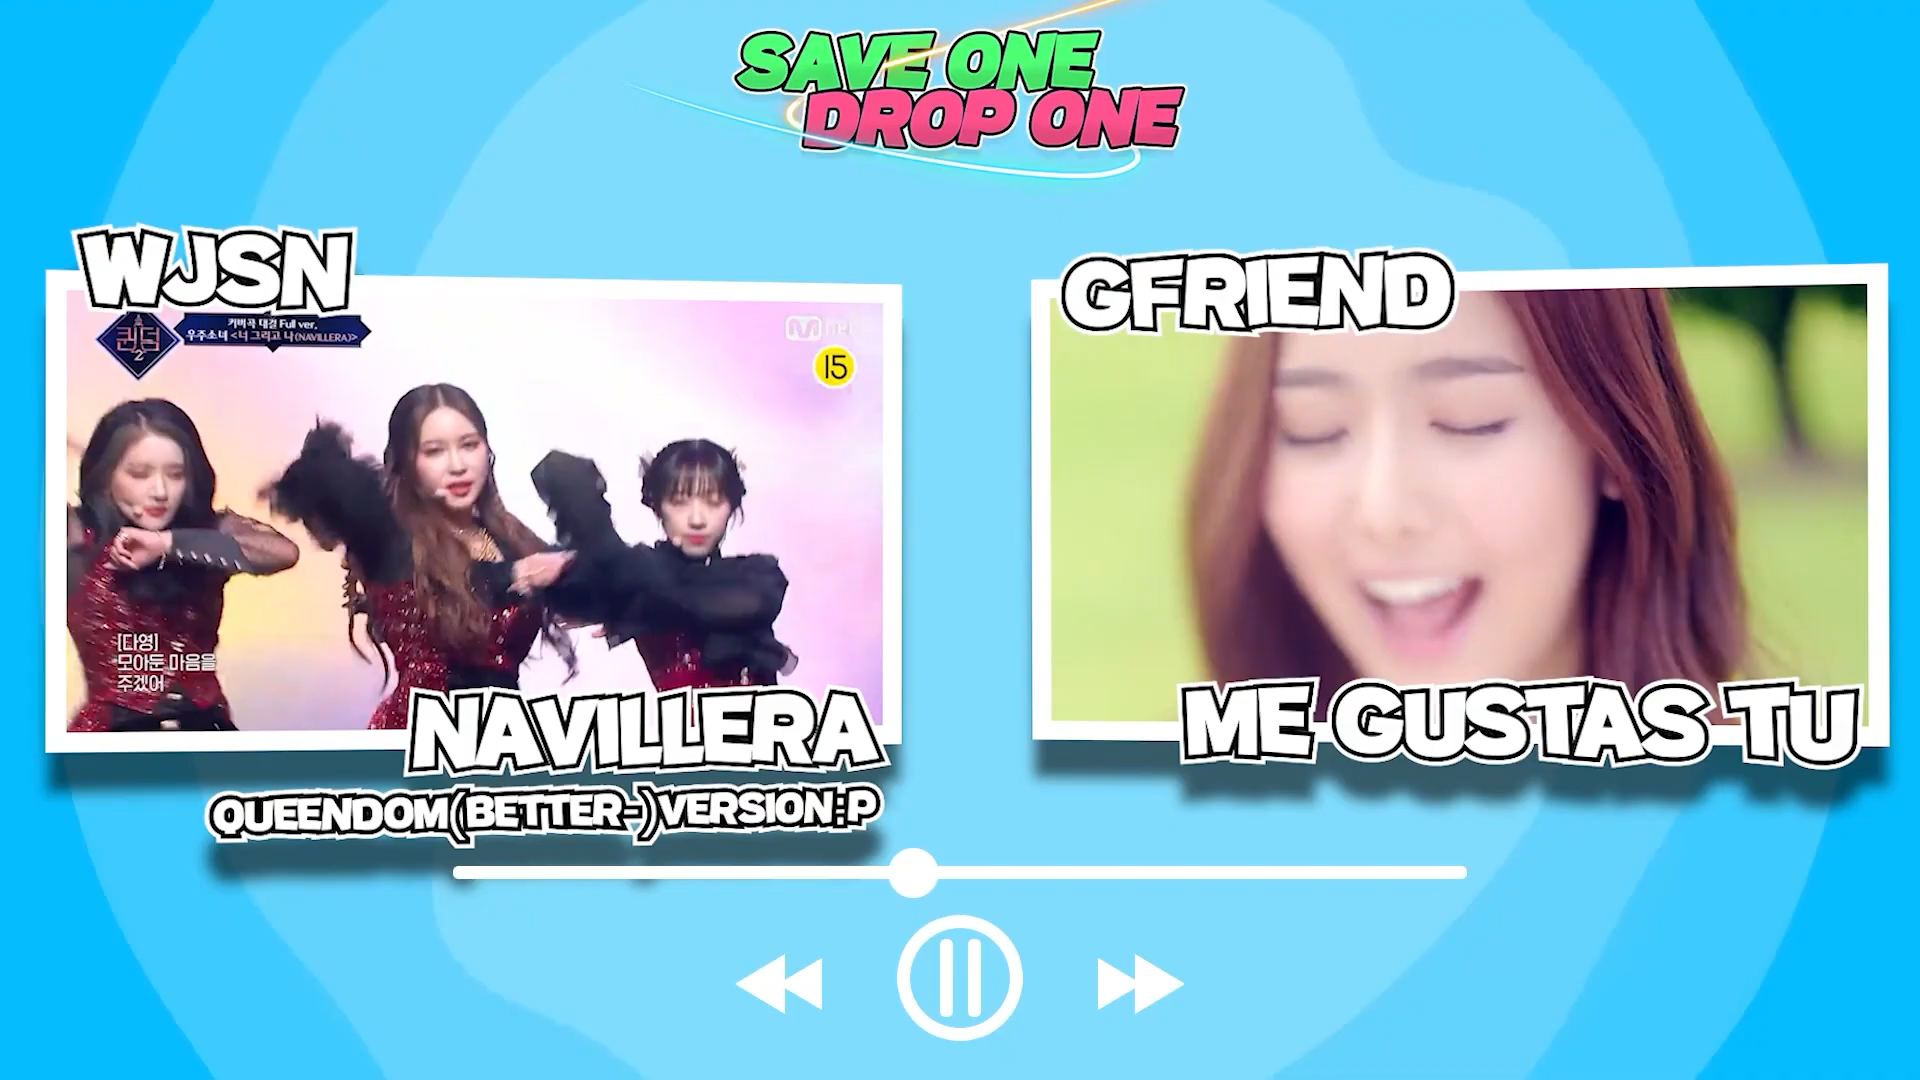 SAVE ONE
DROP ONE
WJSN
GFRIEND
퀸덤
2
커버곡 대결 Full ver.
우주소녀 <너 그리고 나(NAVILLERA)>
15
[다영]
모아둔 마음을
주겠어
NAVILLERA
ME GUSTAS TU
QUEENDOM(BETTER-)VERSION:P